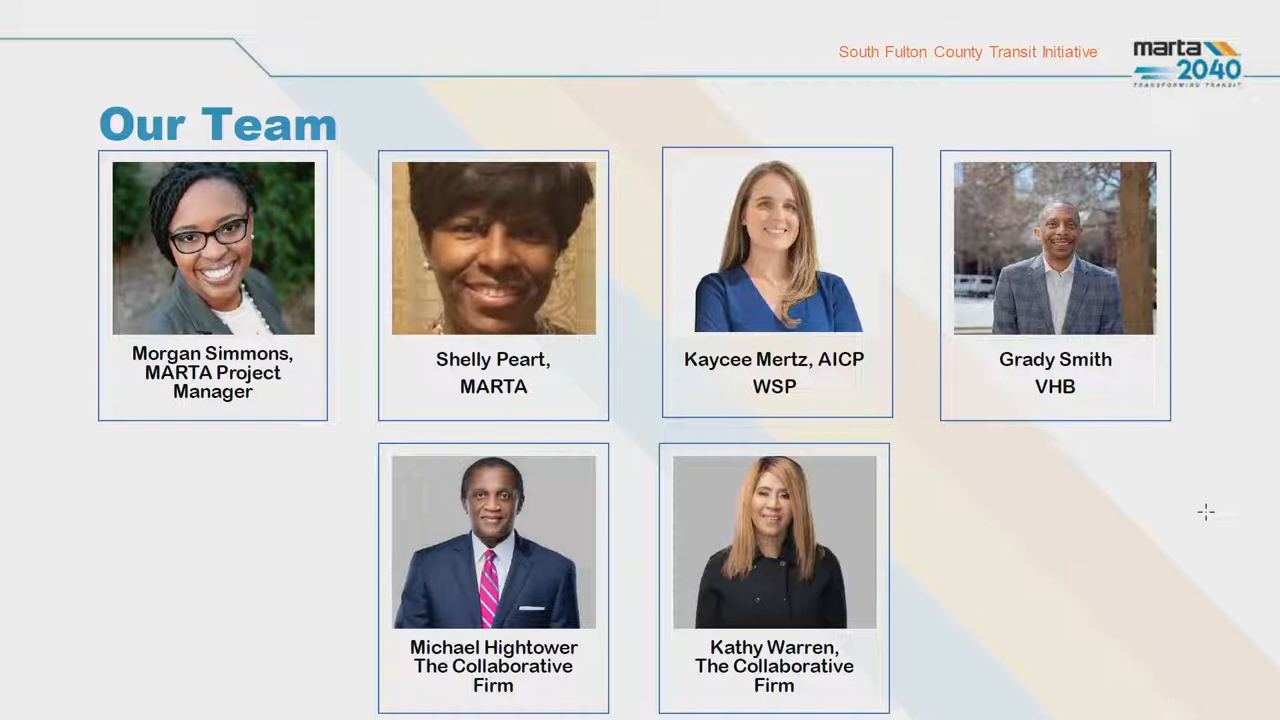 South Fulton County Transit Initiative
marta
2040
TRANSFORMING TRANSIT
Our Team
Morgan Simmons,
MARTA Project
Manager
Shelly Peart,
MARTA
Kaycee Mertz, AICP
WSP
Grady Smith
VHB
Michael Hightower
The Collaborative
Firm
Kathy Warren,
The Collaborative
Firm